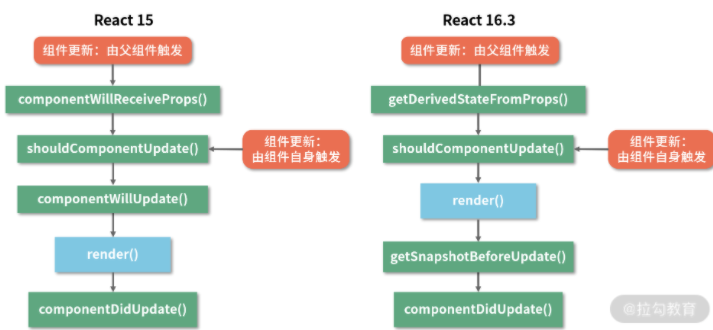 React 15
组件更新：由父组件触发
componentWillReceiveProps()
shouldComponentUpdate()
组件更新：
由组件自身触发
componentWillUpdate()
render()
componentDidUpdate()
React 16.3
组件更新：由父组件触发
getDerivedStateFromProps()
shouldComponentUpdate()
组件更新：
由组件自身触发
render()
getSnapshotBeforeUpdate()
componentDidUpdate()
@拉勾教育